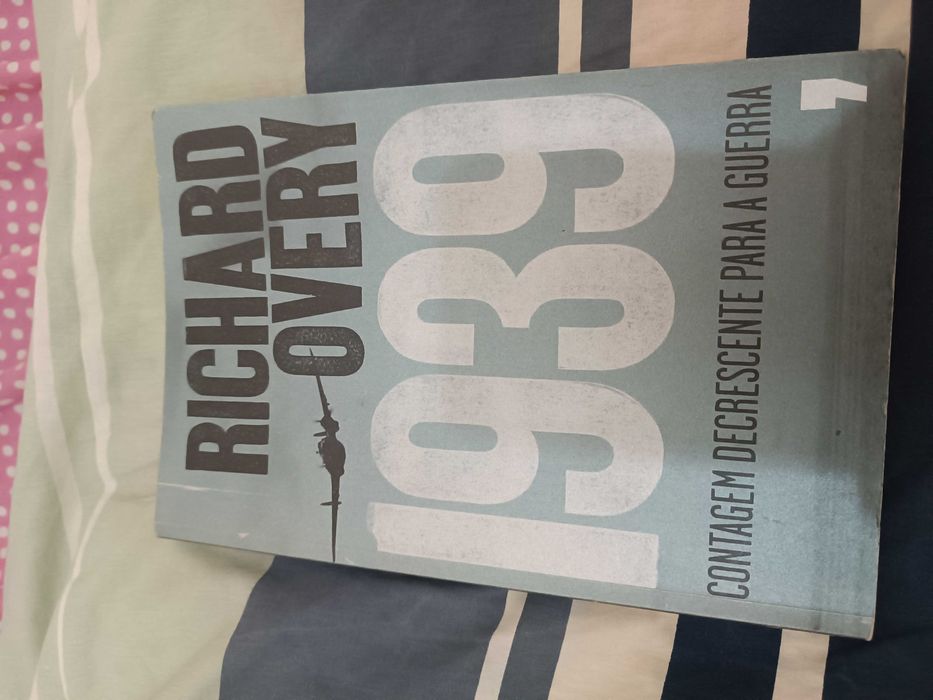 RICHARD
OVERY
1939
CONTAGEM DECRESCENTE PARA A GUERRA